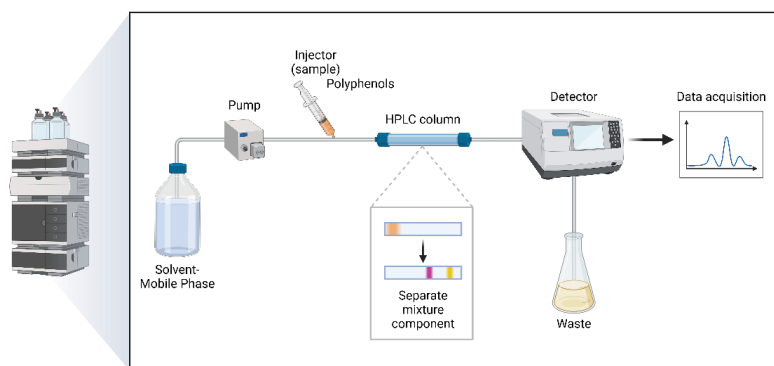 Injector
(sample)
Polyphenols
Pump
HPLC column
Detector
Data acquisition
Solvent-
Mobile Phase
Separate
mixture
component
Waste